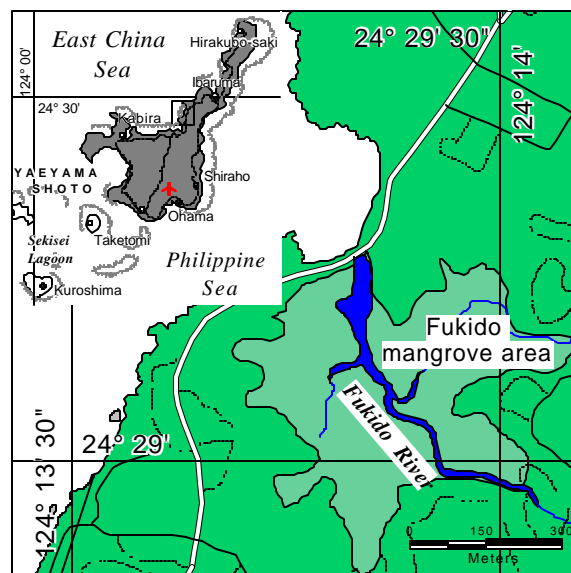 East China
Sea
Hirakubo-saki
Ibaruma
124° 00'
24° 30'
Kabira
YAEYAMA
SHOTO
Shiraho
Ohama
Taketomi
Sekisei
Lagoon
Kuroshima
Philippine
Sea
24° 29' 30"
124° 14'
Fukido
mangrove area
Fukido River
24° 29'
124° 13' 30"
0 150 300
Meters